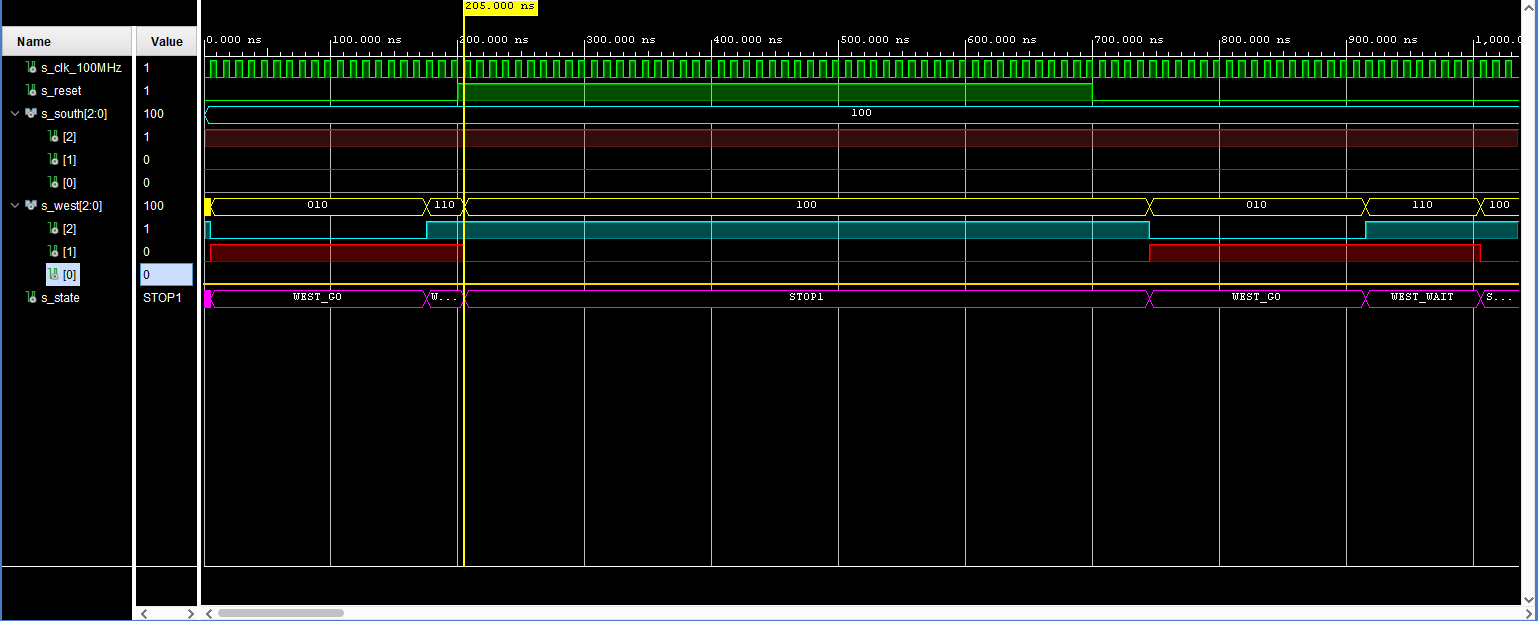 205.000 ns
Name Value 0.000 ns 100.000 ns 200.000 ns 300.000 ns 400.000 ns 500.000 ns 600.000 ns 700.000 ns 800.000 ns 900.000 ns 1,000.0
s_clk_100MHz 1
s_reset 1
s_south[2:0] 100 100
[2] 1
[1] 0
[0] 0
s_west[2:0] 100 010 110 100 010 110 100
[2] 1
[1] 0
[0] 0
s_state STOP1 WEST_GO W... STOP1 WEST_GO WEST_WAIT S...